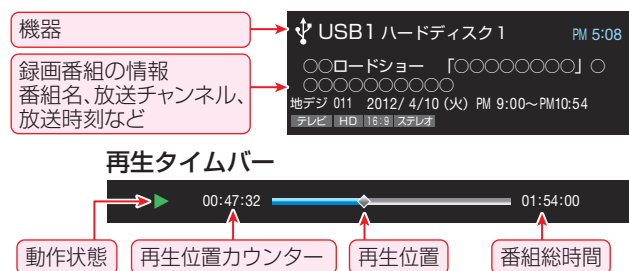 機器
USB1 ハードディスク1 PM 5:08
録画番組の情報
番組名、放送チャンネル、
放送時刻など
○○ロードショー 「○○○○○○○○」○
○○○○○○○○○○
地デジ 011 2012/ 4/10 (火) PM 9:00〜PM10:54
テレビ HD 16:9 ステレオ
再生タイムバー
00:47:32 01:54:00
動作状態 再生位置カウンター 再生位置 番組総時間